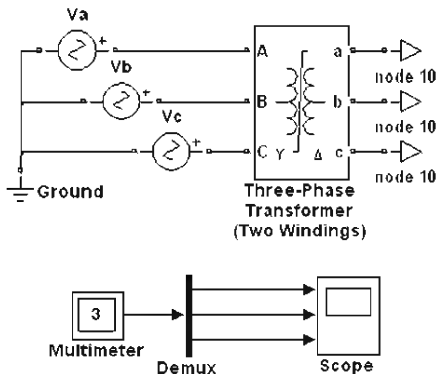 Va
Vb
Vc
+
+
+
A
B
C
Y
Δ
a
b
c
node 10
node 10
node 10
Ground
Three-Phase
Transformer
(Two Windings)
3
Multimeter
Demux
Scope